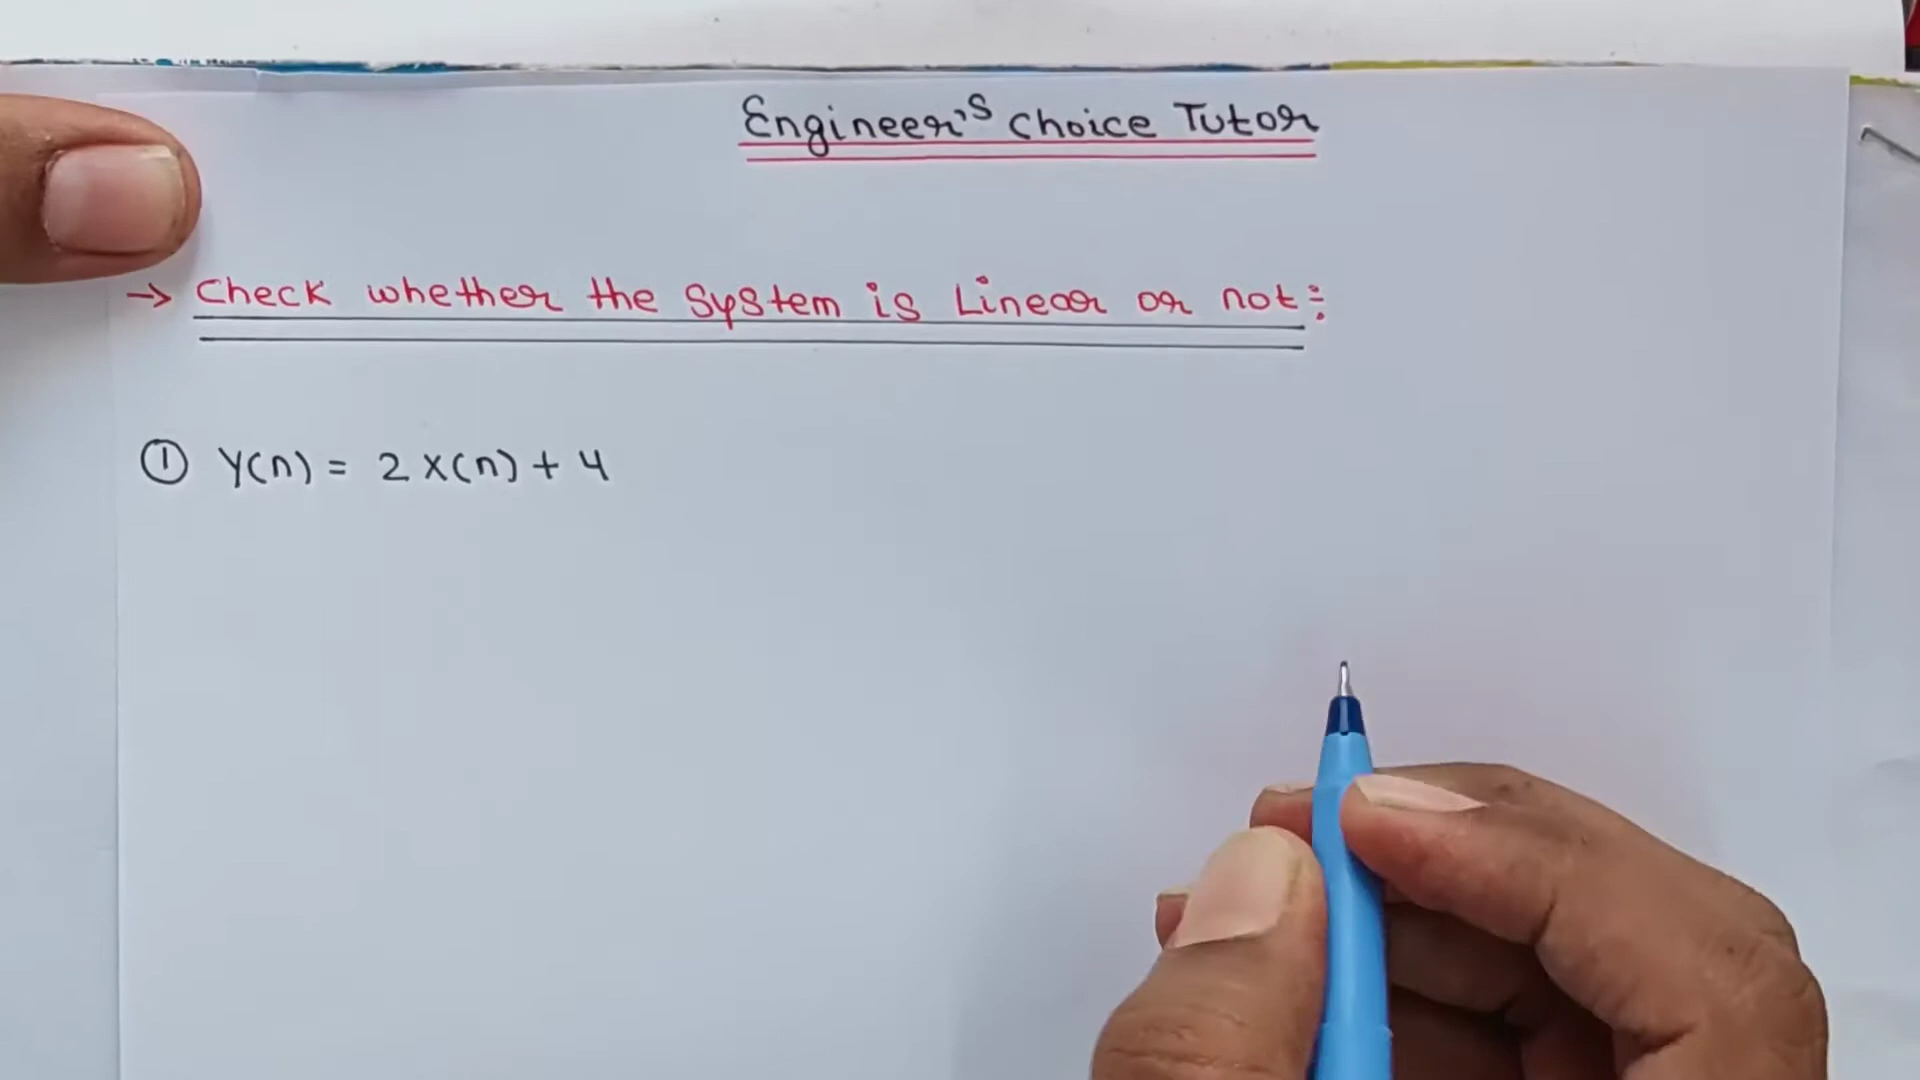 Engineer's choice Tutor
→ Check whether the System is Linear or not:
① Y(n) = 2 X(n) + 4